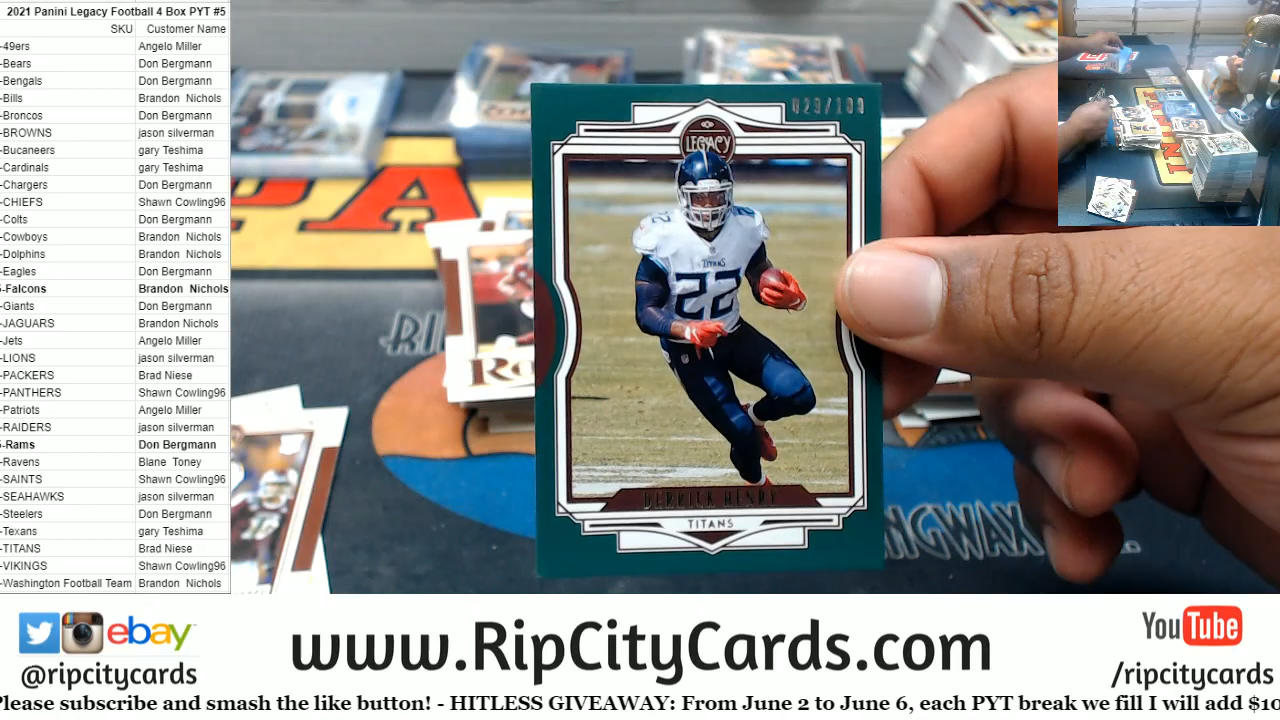 2021 Panini Legacy Football 4 Box PYT #5
SKU Customer Name
-49ers Angelo Miller
-Bears Don Bergmann
-Bengals Don Bergmann
-Bills Brandon Nichols
-Broncos Don Bergmann
-BROWNS jason silverman
-Bucaneers gary Teshima
-Cardinals gary Teshima
-Chargers Don Bergmann
-CHIEFS Shawn Cowling96
-Colts Don Bergmann
-Cowboys Brandon Nichols
-Dolphins Brandon Nichols
-Eagles Don Bergmann
-Falcons Brandon Nichols
-Giants Don Bergmann
-JAGUARS Brandon Nichols
-Jets Angelo Miller
-LIONS jason silverman
-PACKERS Brad Niese
-PANTHERS Shawn Cowling96
-Patriots Angelo Miller
-RAIDERS jason silverman
-Rams Don Bergmann
-Ravens Blane Toney
-SAINTS Shawn Cowling96
-SEAHAWKS jason silverman
-Steelers Don Bergmann
-Texans gary Teshima
-TITANS Brad Niese
-VIKINGS Shawn Cowling96
-Washington Football Team Brandon Nichols
LEGACY
TITANS
22
DERRICK HENRY
TITANS
ebay
@ripcitycards
www.RipCityCards.com
YouTube
/ripcitycards
Please subscribe and smash the like button! - HITLESS GIVEAWAY: From June 2 to June 6, each PYT break we fill I will add $10